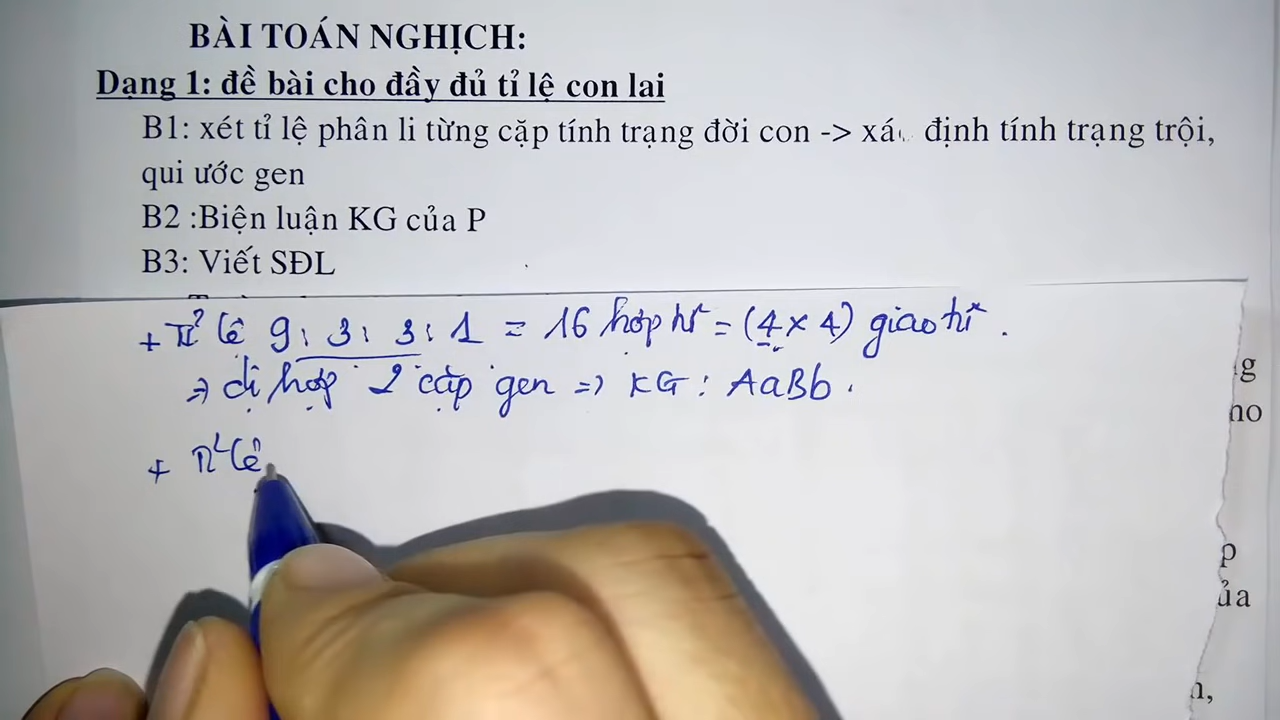 BÀI TOÁN NGHỊCH:
Dạng 1: đề bài cho đầy đủ tỉ lệ con lai
B1: xét tỉ lệ phân li từng cặp tính trạng đời con -> xá định tính trạng trội,
qui ước gen
B2 :Biện luận KG của P
B3: Viết SĐL
+ Tỉ lệ 9: 3: 3: 1 = 16 hợp tử = (4 x 4) giao tử.
=> dị hợp 2 cặp gen => KG: AaBb.
+ Tỉ lệ
g
ho
p
ủa
n,